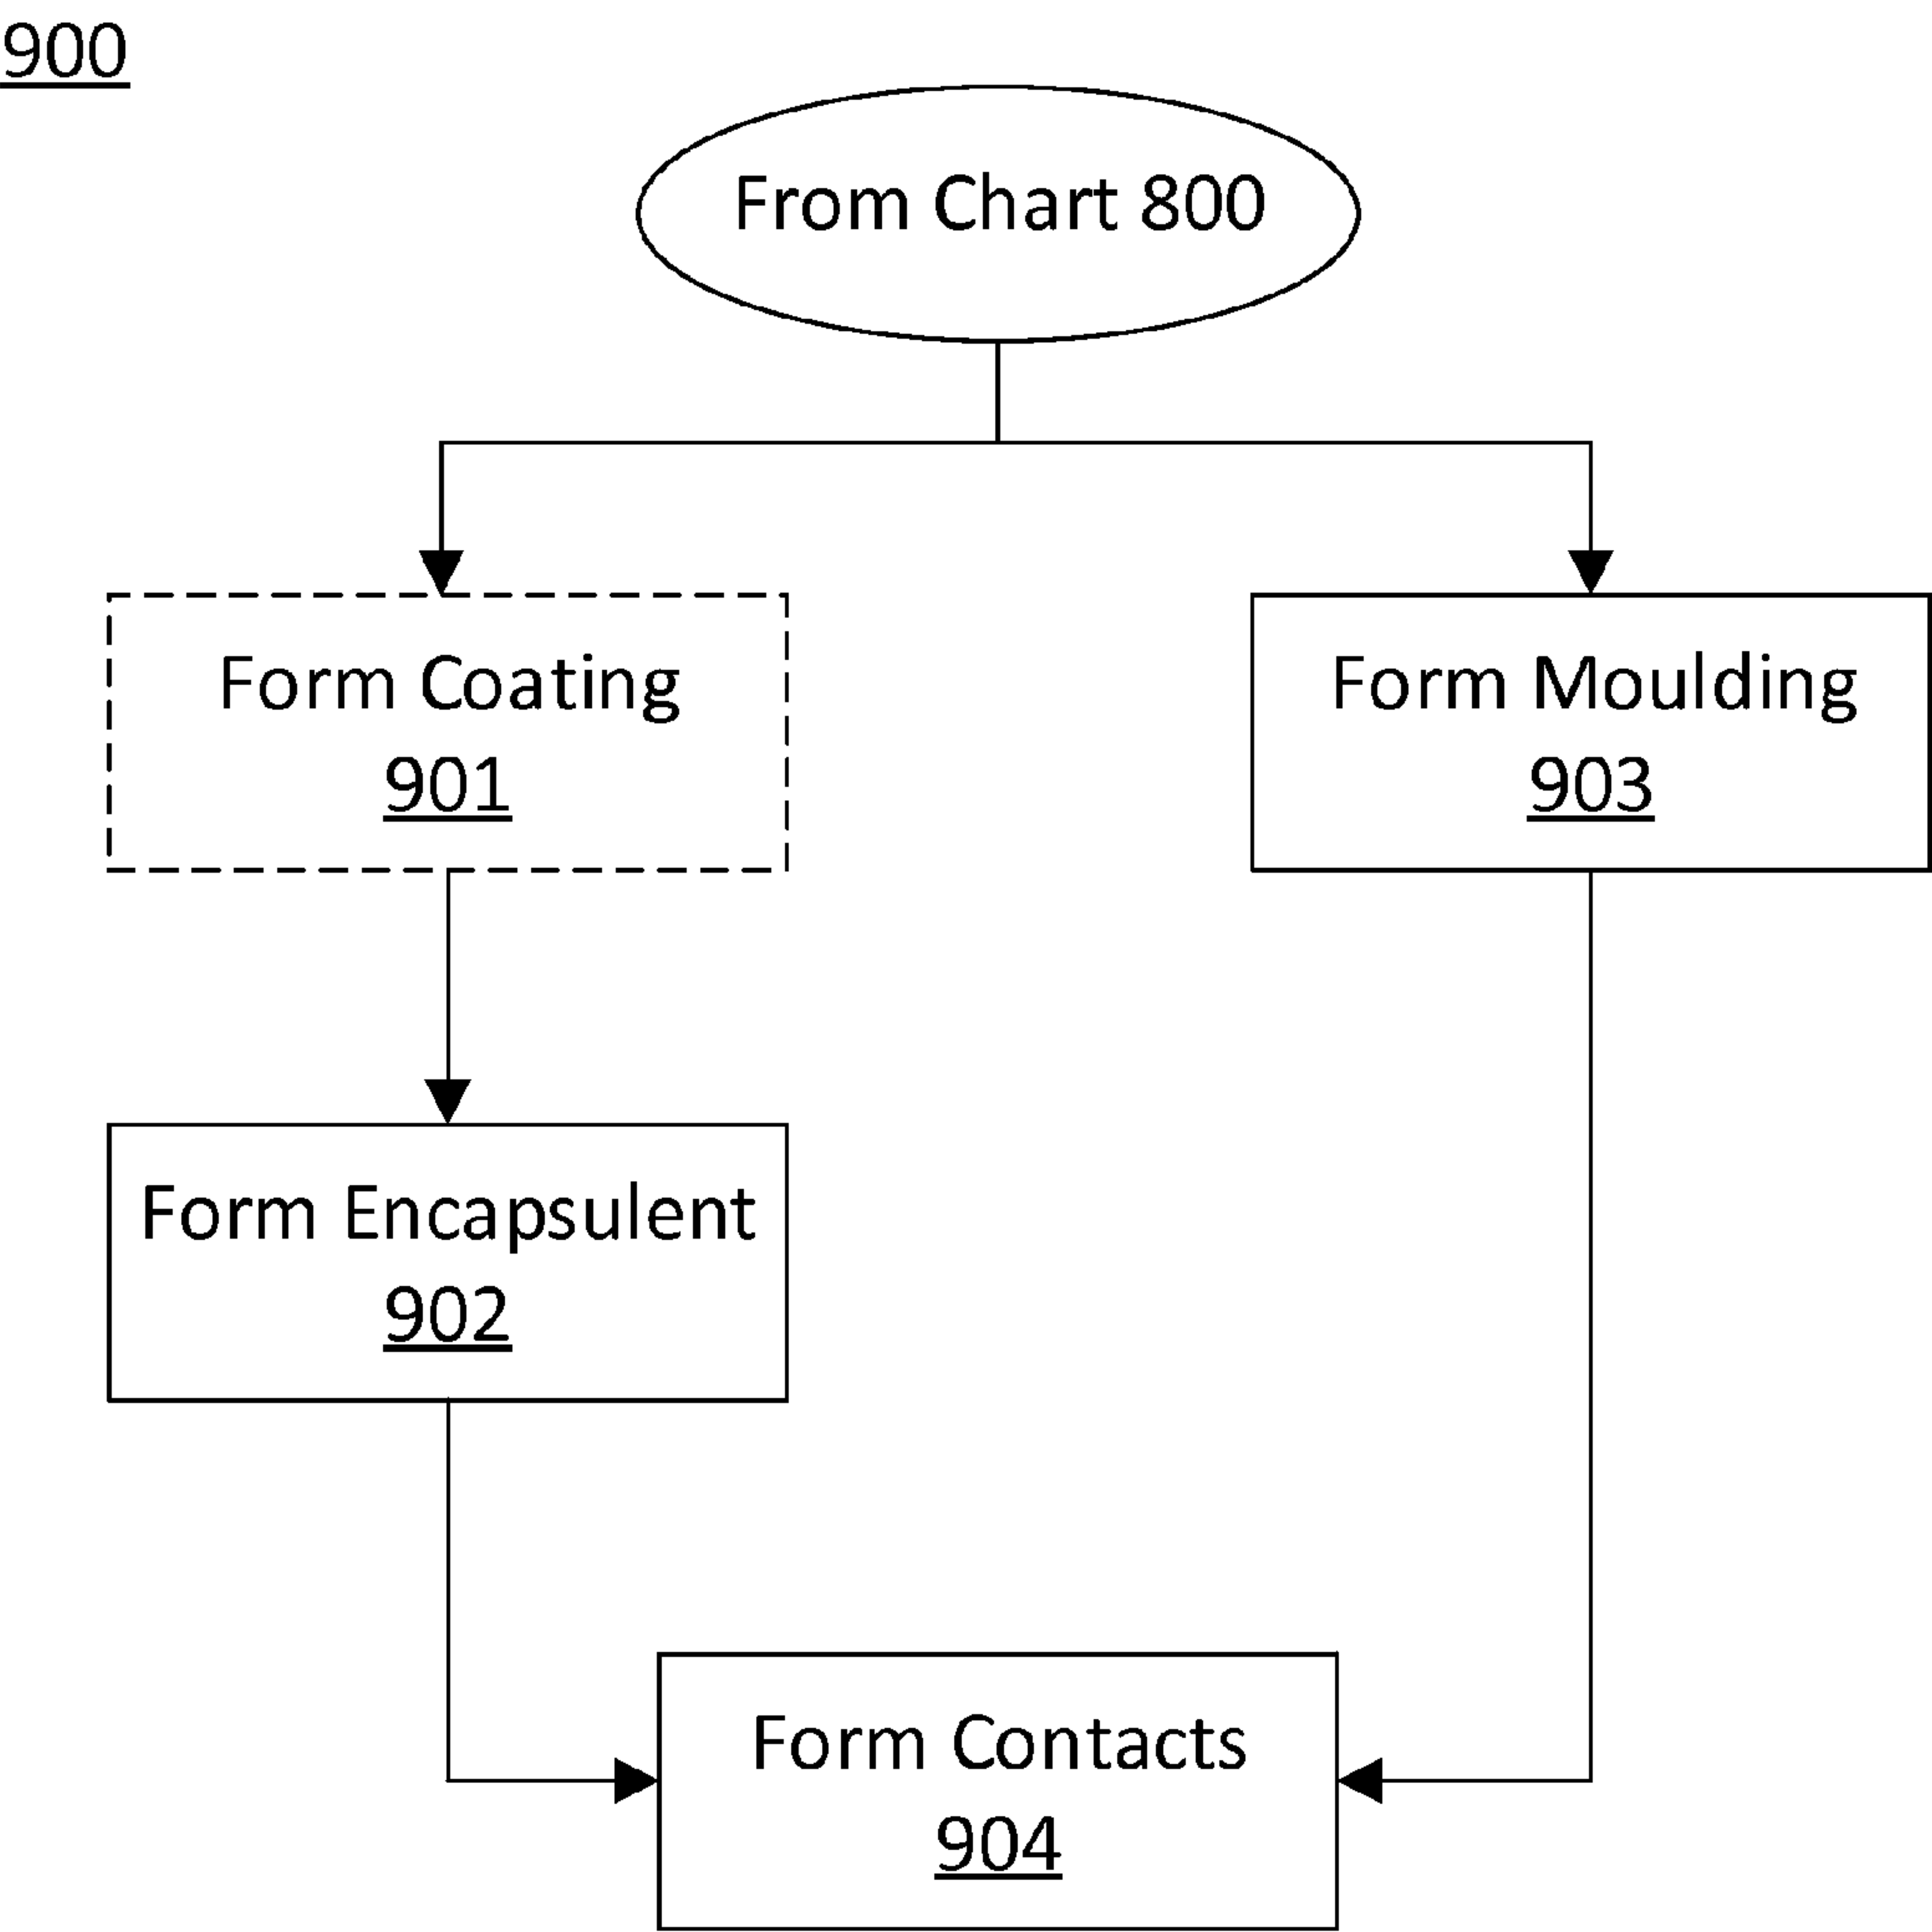 900
From Chart 800
Form Coating
901
Form Moulding
903
Form Encapsulent
902
Form Contacts
904